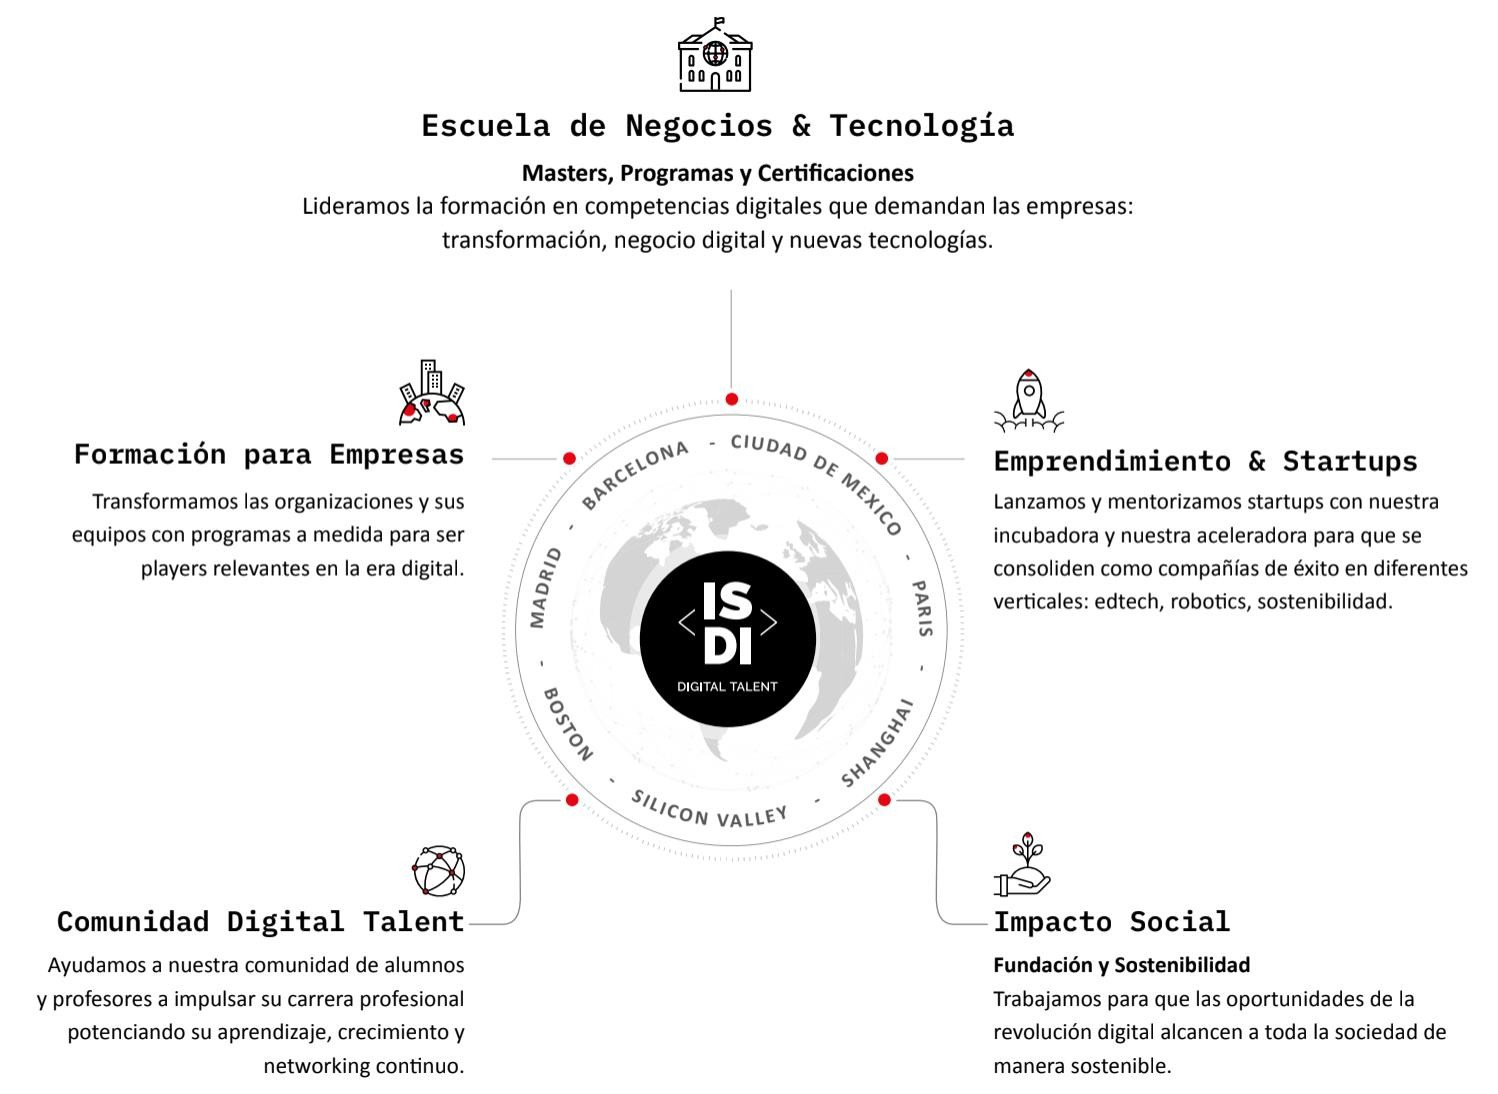 Escuela de Negocios & Tecnología
Masters, Programas y Certificaciones
Lideramos la formación en competencias digitales que demandan las empresas:
transformación, negocio digital y nuevas tecnologías.
Formación para Empresas
Transformamos las organizaciones y sus
equipos con programas a medida para ser
players relevantes en la era digital.
Emprendimiento & Startups
Lanzamos y mentorizamos startups con nuestra
incubadora y nuestra aceleradora para que se
consoliden como compañías de éxito en diferentes
verticales: edtech, robotics, sostenibilidad.
MADRID - BARCELONA - CIUDAD DE MEXICO - PARIS - SHANGHAI - SILICON VALLEY - BOSTON -
<IS
DI>
DIGITAL TALENT
Comunidad Digital Talent
Ayudamos a nuestra comunidad de alumnos
y profesores a impulsar su carrera profesional
potenciando su aprendizaje, crecimiento y
networking continuo.
Impacto Social
Fundación y Sostenibilidad
Trabajamos para que las oportunidades de la
revolución digital alcancen a toda la sociedad de
manera sostenible.